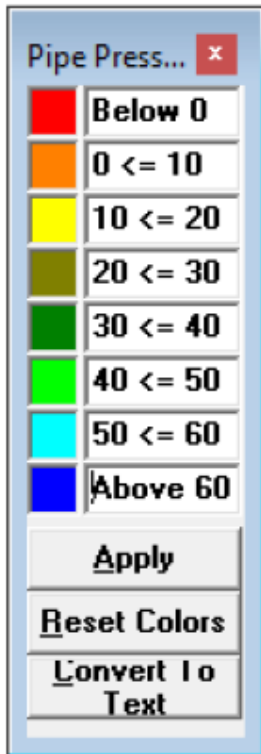 Pipe Press... x
Below 0
0 <= 10
10 <= 20
20 <= 30
30 <= 40
40 <= 50
50 <= 60
Above 60
Apply
Reset Colors
Convert To
Text